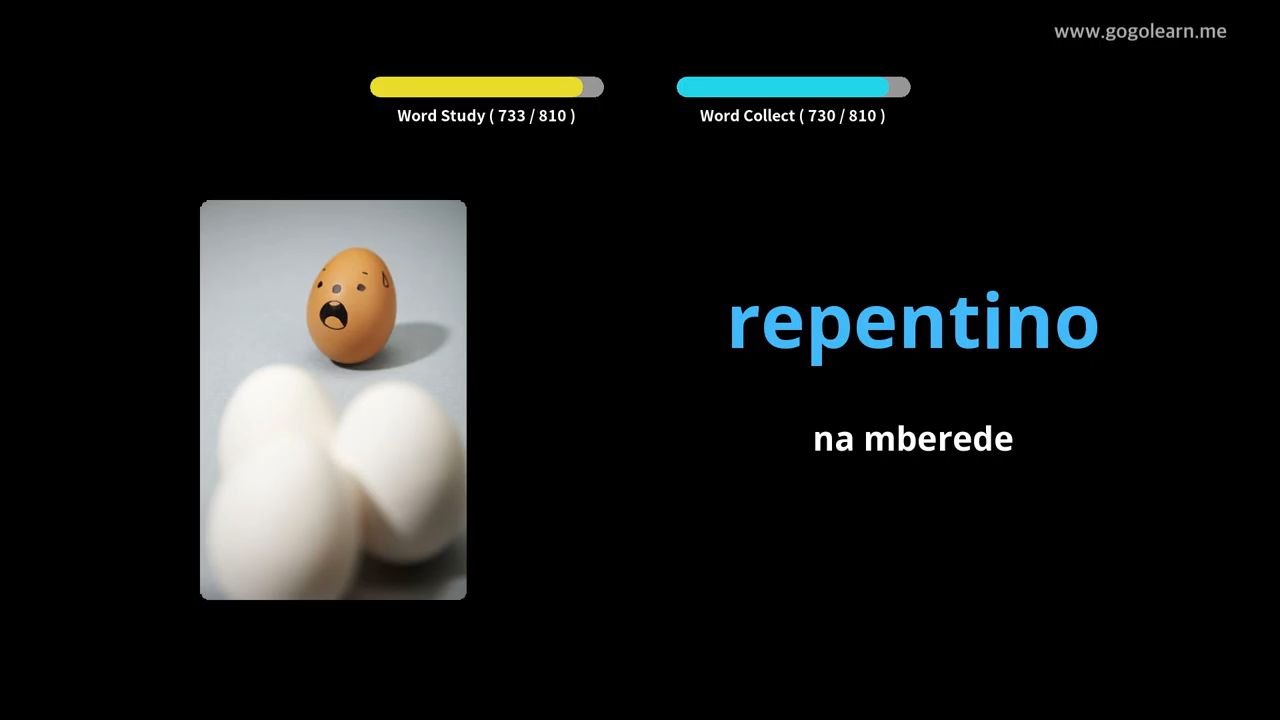 www.gogolearn.me
Word Study ( 733 / 810 )
Word Collect ( 730 / 810 )
repentino
na mberede